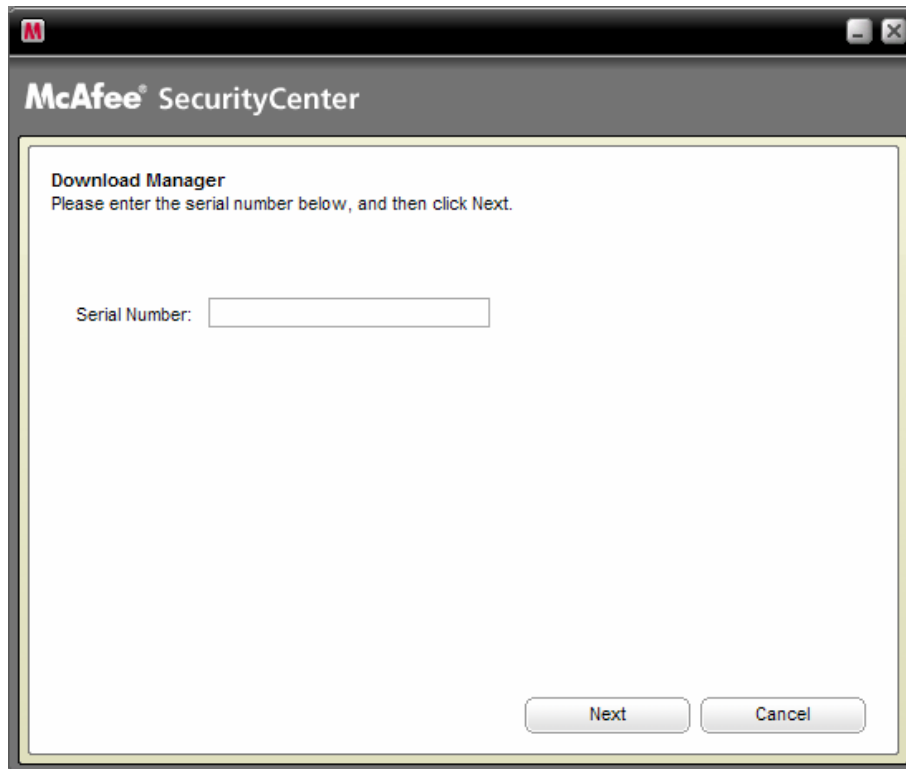 McAfee® SecurityCenter
Download Manager
Please enter the serial number below, and then click Next.
Serial Number:
Next Cancel